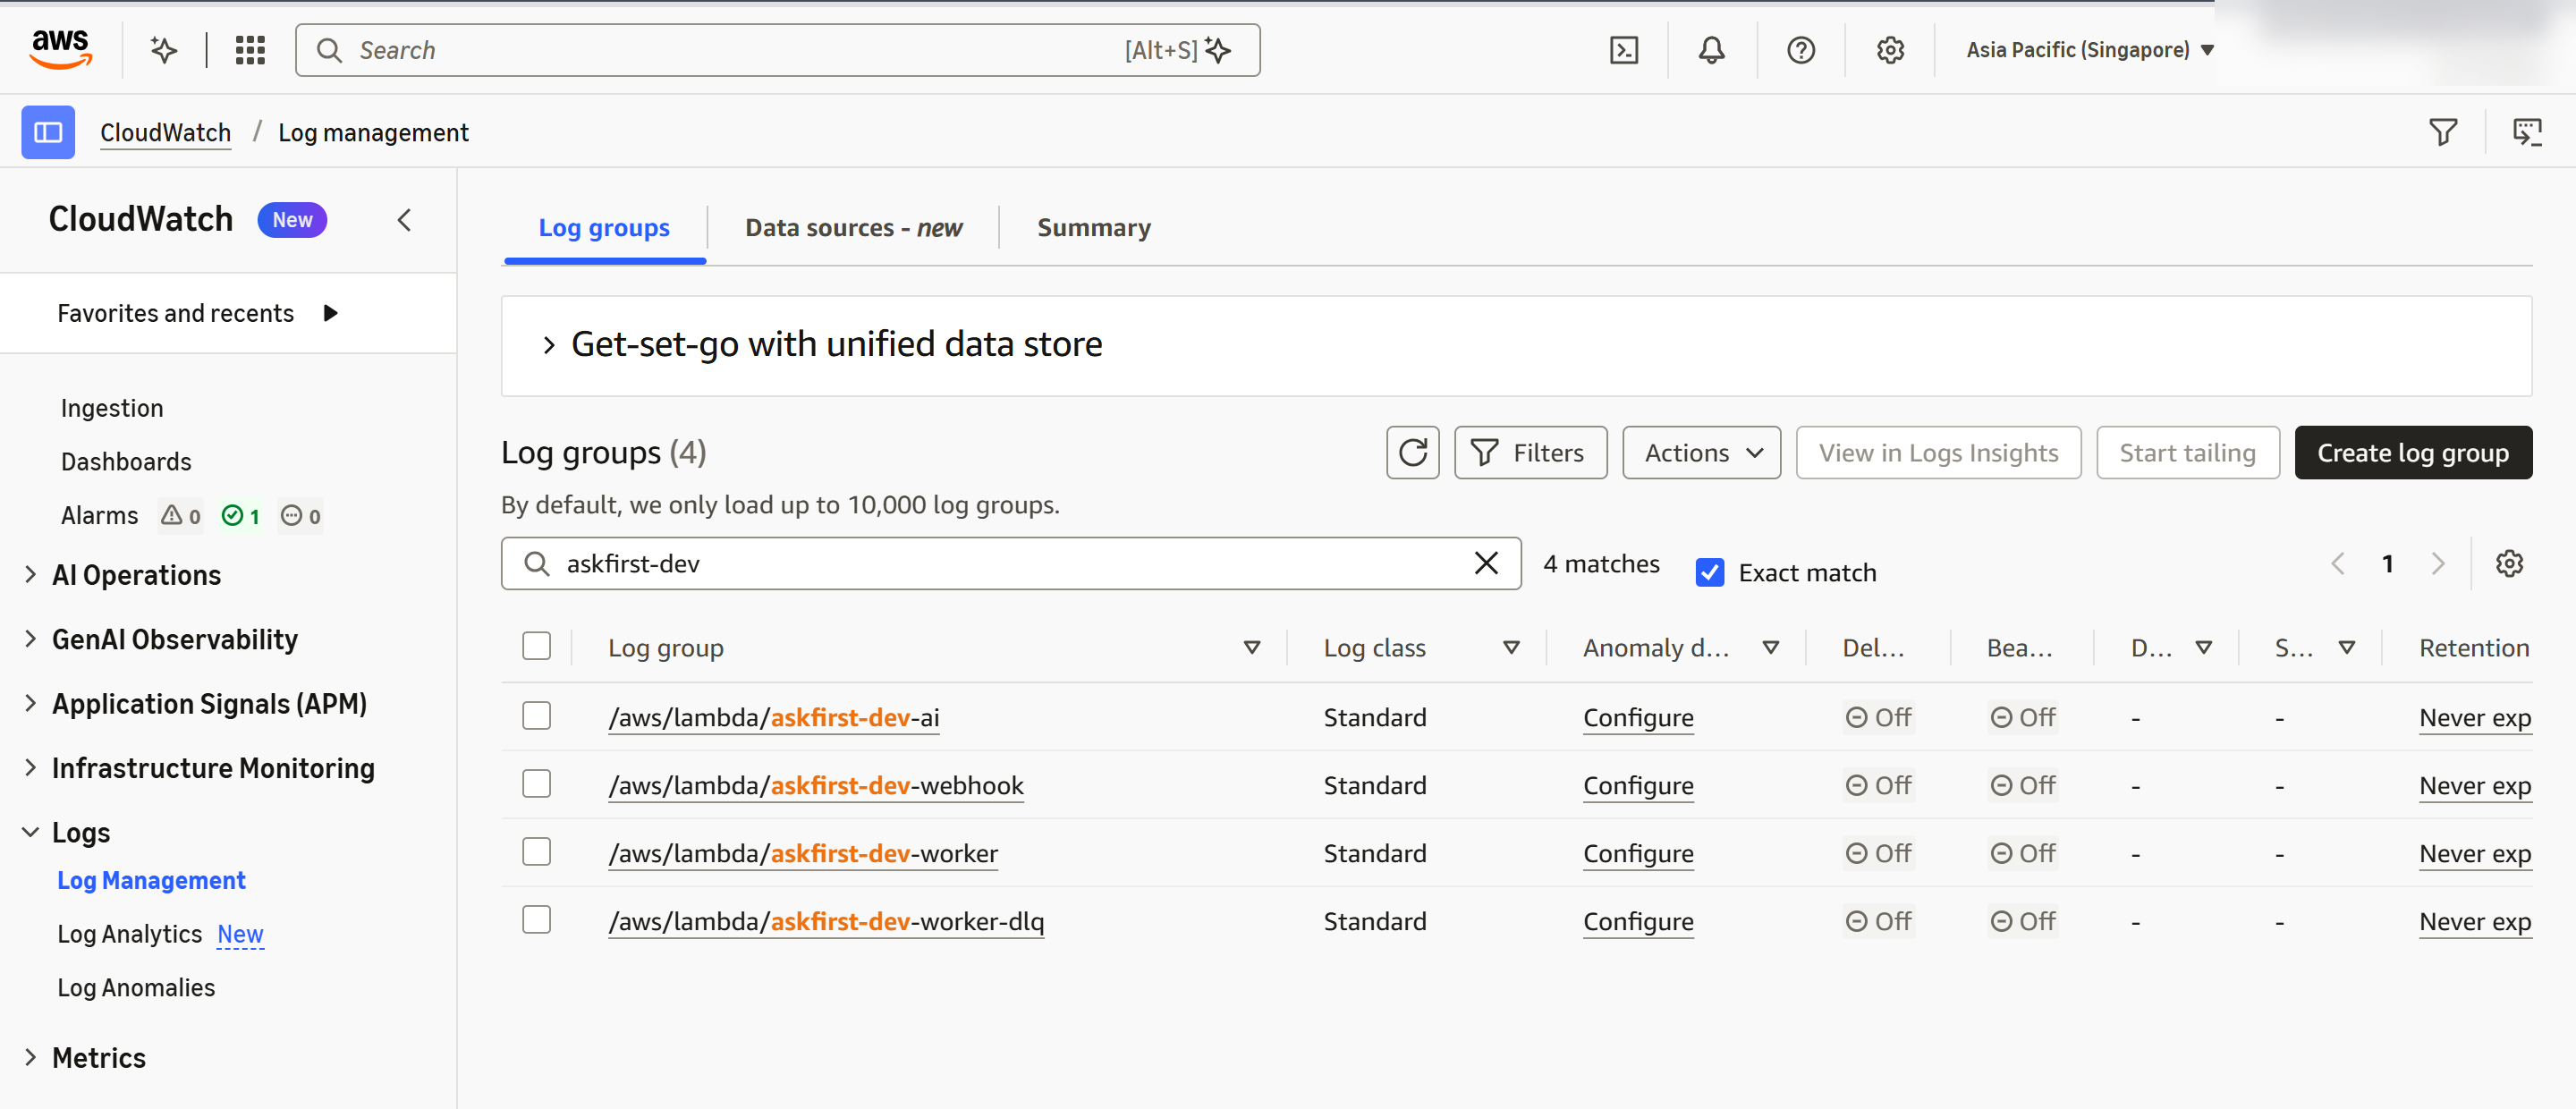 aws
Search [Alt+S]
Asia Pacific (Singapore)
CloudWatch / Log management
CloudWatch New
Favorites and recents
Ingestion
Dashboards
Alarms 0 1 0
AI Operations
GenAI Observability
Application Signals (APM)
Infrastructure Monitoring
Logs
Log Management
Log Analytics New
Log Anomalies
Metrics
Log groups Data sources - new Summary
Get-set-go with unified data store
Log groups (4) Filters Actions View in Logs Insights Start tailing Create log group
By default, we only load up to 10,000 log groups.
askfirst-dev 4 matches Exact match 1
Log group Log class Anomaly d... Del... Bea... D... S... Retention
/aws/lambda/askfirst-dev-ai Standard Configure Off Off - - Never exp
/aws/lambda/askfirst-dev-webhook Standard Configure Off Off - - Never exp
/aws/lambda/askfirst-dev-worker Standard Configure Off Off - - Never exp
/aws/lambda/askfirst-dev-worker-dlq Standard Configure Off Off - - Never exp